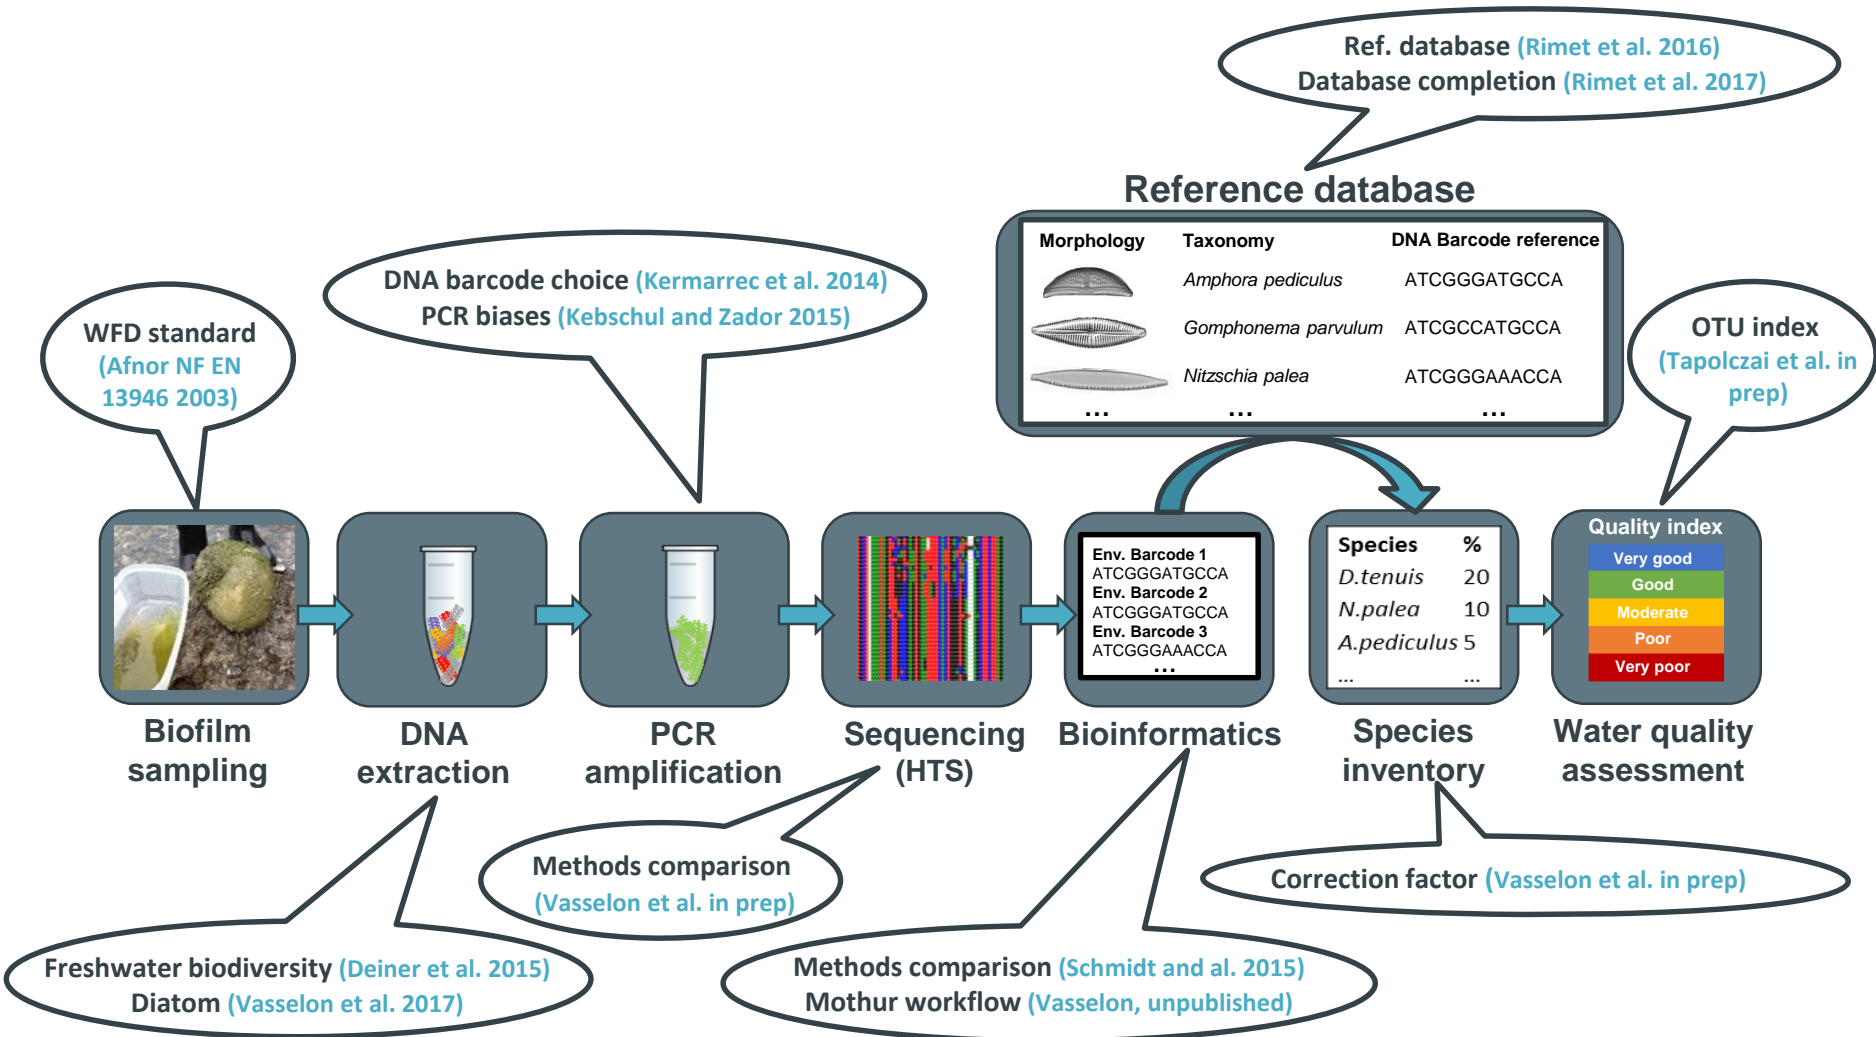 Ref. database (Rimet et al. 2016)
Database completion (Rimet et al. 2017)
Reference database
Morphology Taxonomy DNA Barcode reference
Amphora pediculus ATCGGGATGCCA
Gomphonema parvulum ATCGCCATGCCA
Nitzschia palea ATCGGGAAACCA
... ... ...
DNA barcode choice (Kermarrec et al. 2014)
PCR biases (Kebschul and Zador 2015)
WFD standard
(Afnor NF EN
13946 2003)
OTU index
(Tapolczai et al. in
prep)
Env. Barcode 1
ATCGGGATGCCA
Env. Barcode 2
ATCGGGATGCCA
Env. Barcode 3
ATCGGGAAACCA
...
Species %
D.tenuis 20
N.palea 10
A.pediculus 5
... ...
Quality index
Very good
Good
Moderate
Poor
Very poor
Biofilm
sampling
DNA
extraction
PCR
amplification
Sequencing
(HTS)
Bioinformatics
Species
inventory
Water quality
assessment
Methods comparison
(Vasselon et al. in prep)
Correction factor (Vasselon et al. in prep)
Freshwater biodiversity (Deiner et al. 2015)
Diatom (Vasselon et al. 2017)
Methods comparison (Schmidt and al. 2015)
Mothur workflow (Vasselon, unpublished)